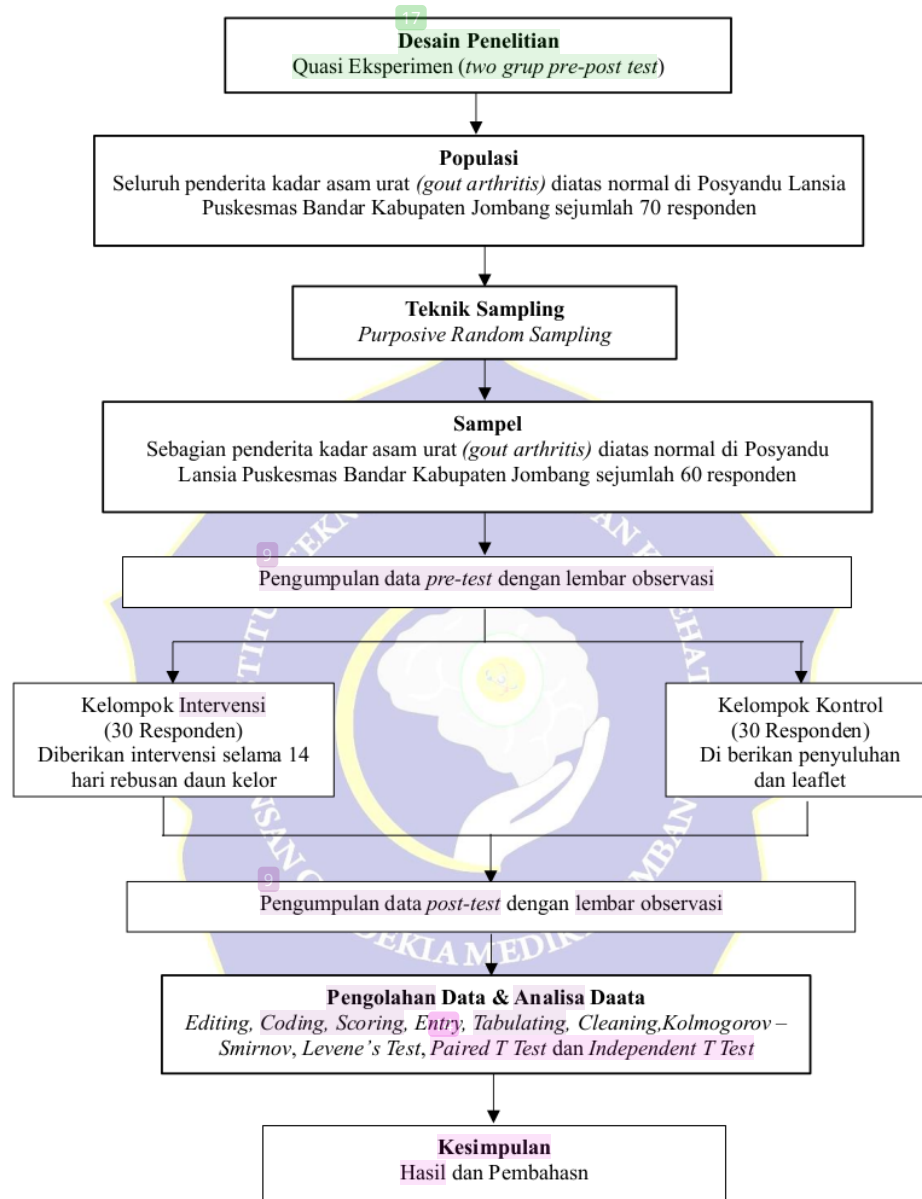 17
Desain Penelitian
Quasi Eksperimen (two grup pre-post test)
Populasi
Seluruh penderita kadar asam urat (gout arthritis) diatas normal di Posyandu Lansia
Puskesmas Bandar Kabupaten Jombang sejumlah 70 responden
Teknik Sampling
Purposive Random Sampling
Sampel
Sebagian penderita kadar asam urat (gout arthritis) diatas normal di Posyandu
Lansia Puskesmas Bandar Kabupaten Jombang sejumlah 60 responden
9
Pengumpulan data pre-test dengan lembar observasi
Kelompok Intervensi
(30 Responden)
Diberikan intervensi selama 14
hari rebusan daun kelor
Kelompok Kontrol
(30 Responden)
Di berikan penyuluhan
dan leaflet
9
Pengumpulan data post-test dengan lembar observasi
DEKIA MEDIK
Pengolahan Data & Analisa Daata
Editing, Coding, Scoring, Entry, Tabulating, Cleaning,Kolmogorov –
Smirnov, Levene’s Test, Paired T Test dan Independent T Test
Kesimpulan
Hasil dan Pembahasn